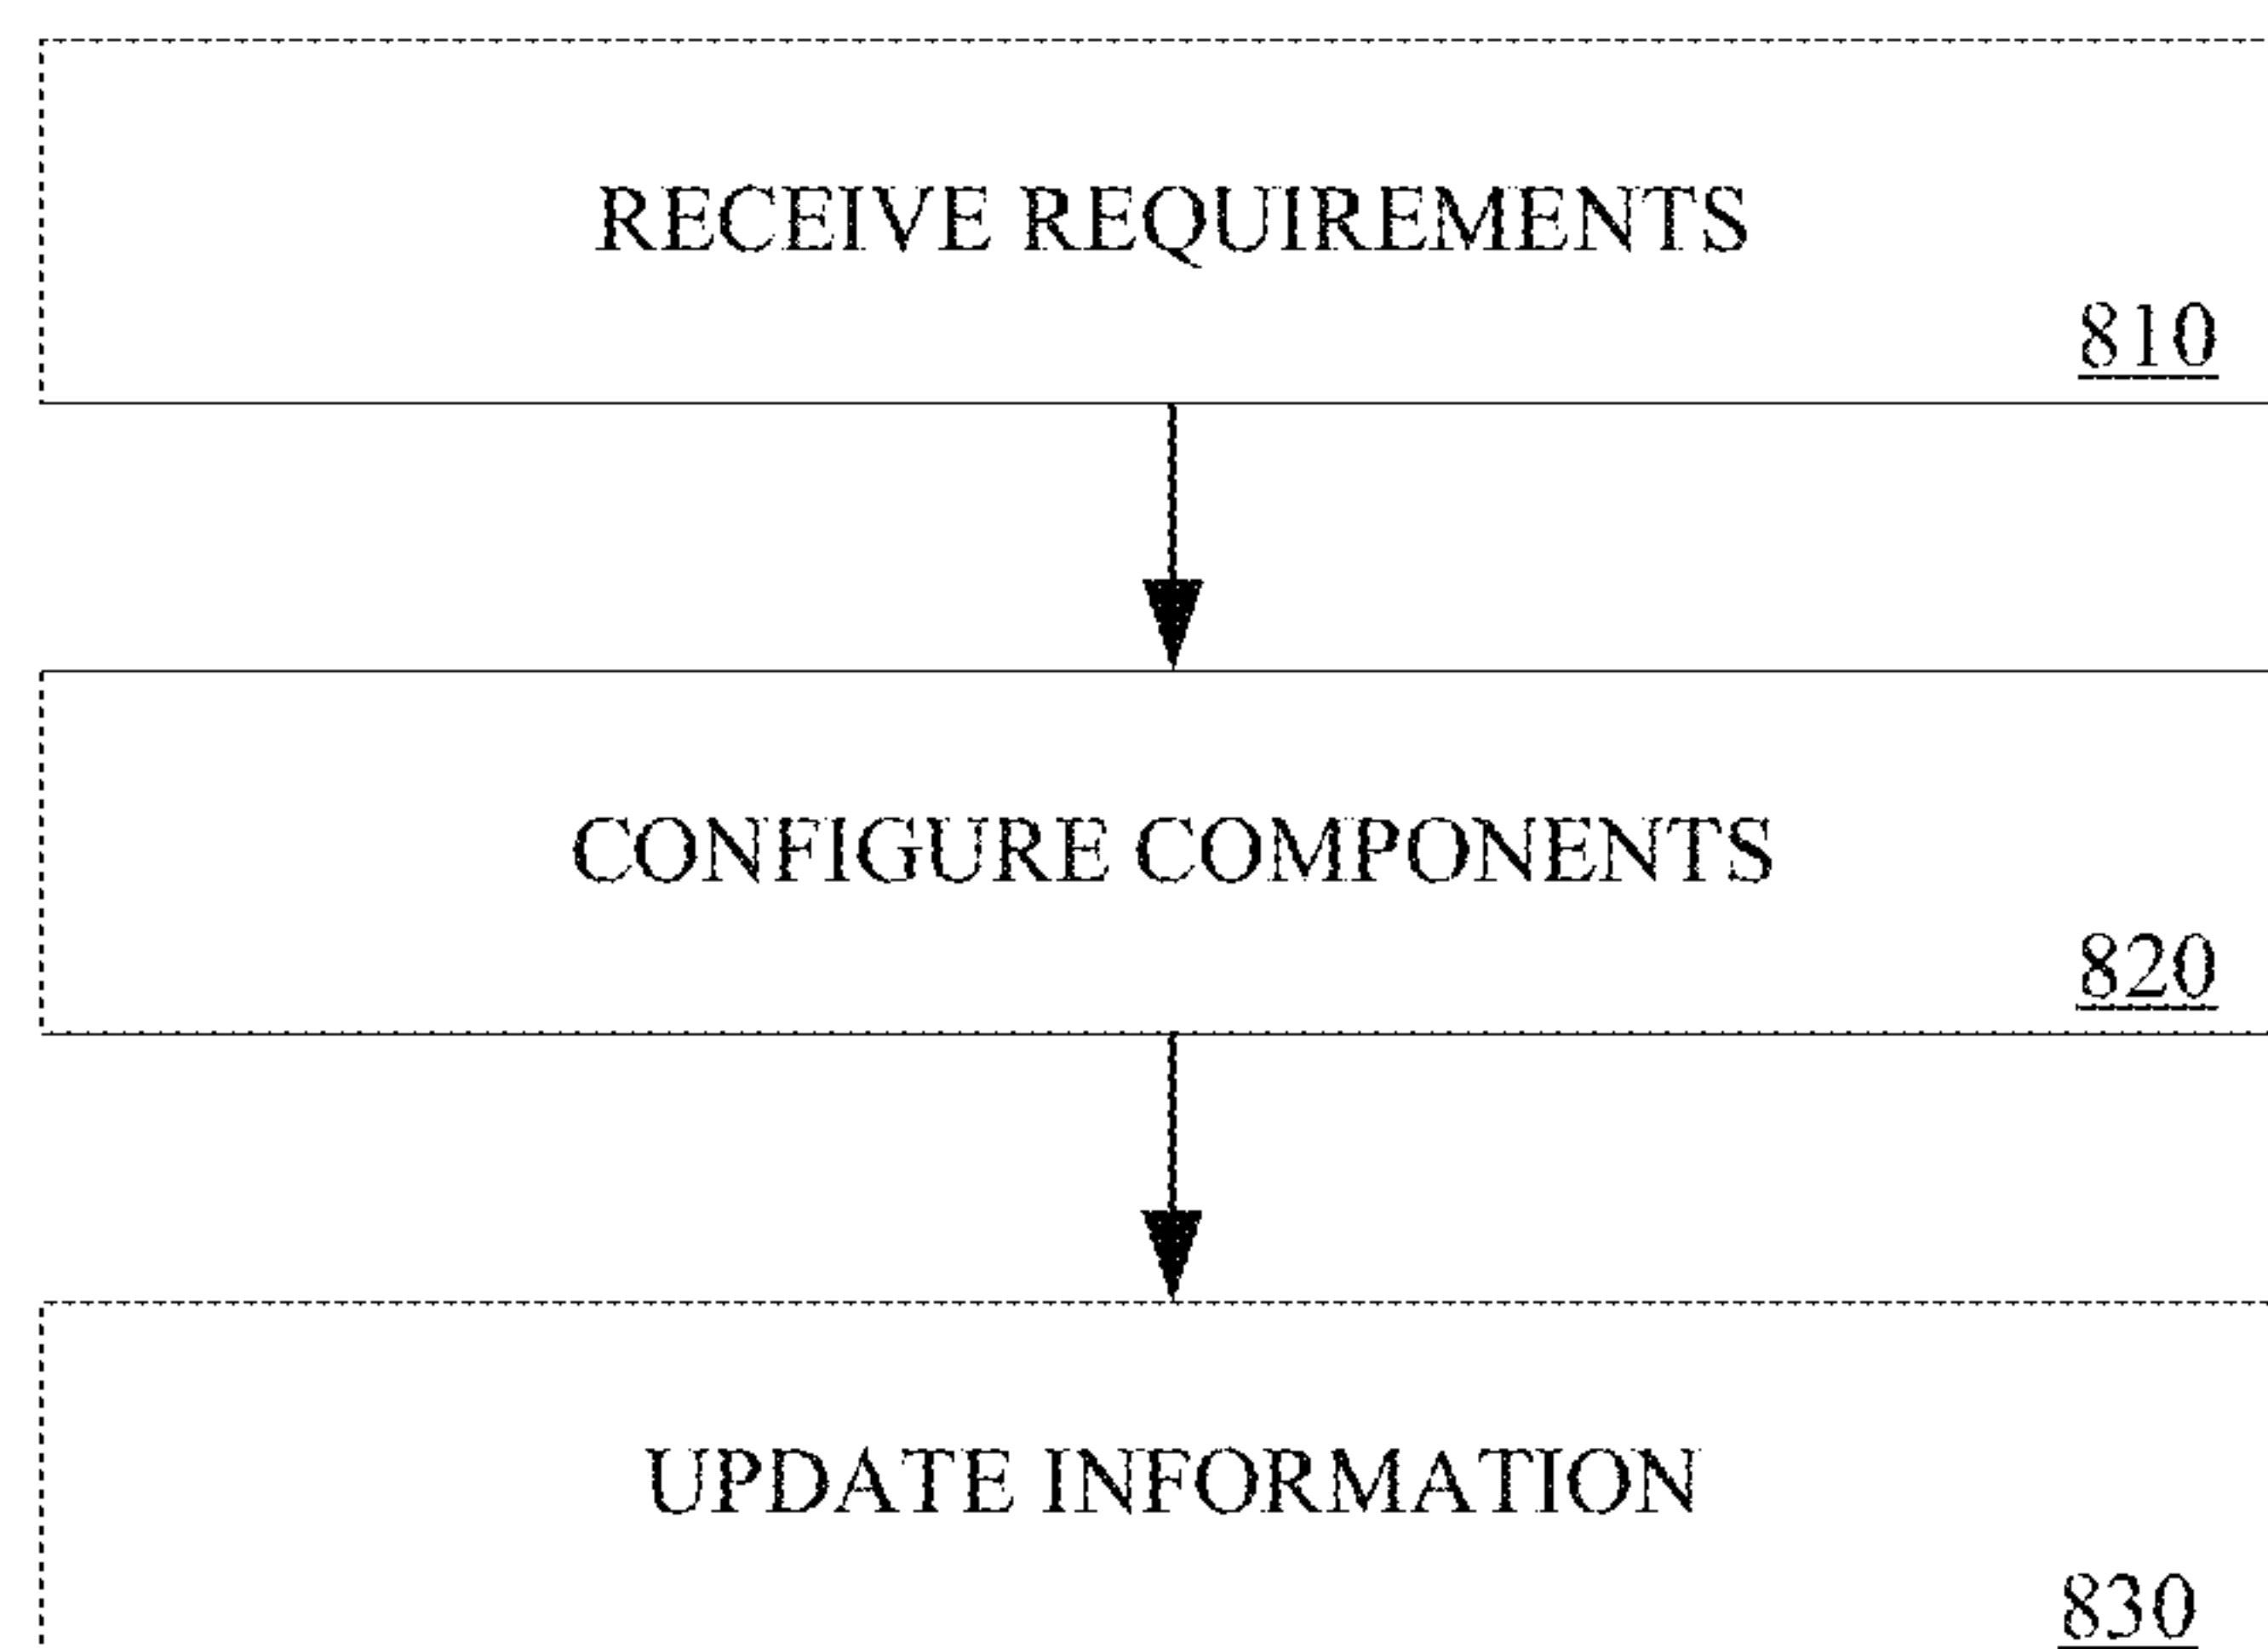 RECEIVE REQUIREMENTS
810
CONFIGURE COMPONENTS
820
UPDATE INFORMATION
830